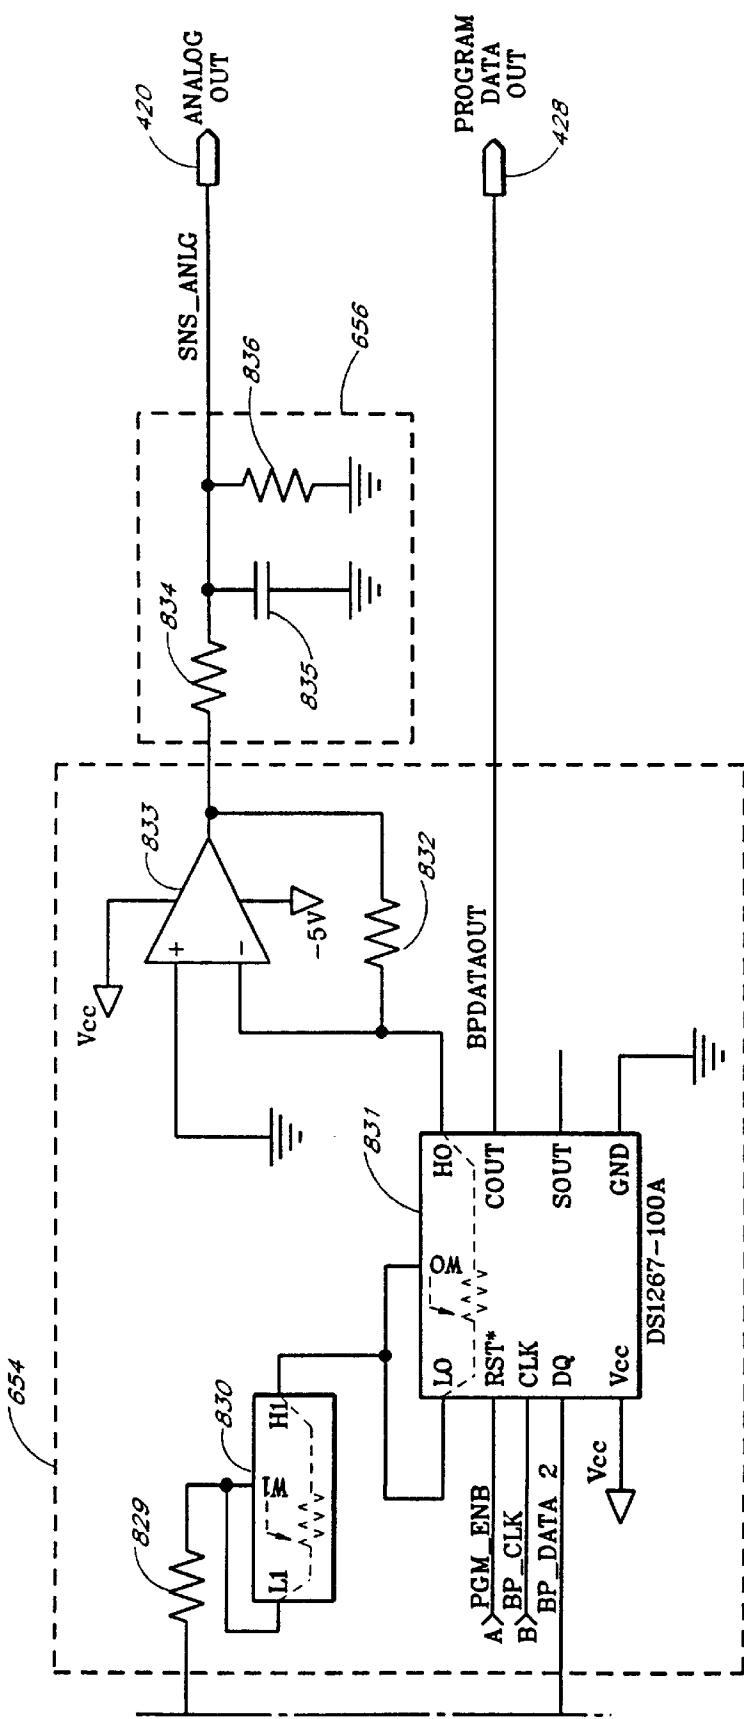 654
829
830
L1
W1
H1
A
PGM_ENB
B
BP_CLK
BP_DATA 2
Vcc
LO
WO
HO
RST*
CLK
DQ
Vcc
COUT
SOUT
GND
831
DS1267-100A
Vcc
+
-
833
-5V
832
BPDATAOUT
834
835
836
656
SNS_ANLG
420
ANALOG
OUT
PROGRAM
DATA
OUT
428